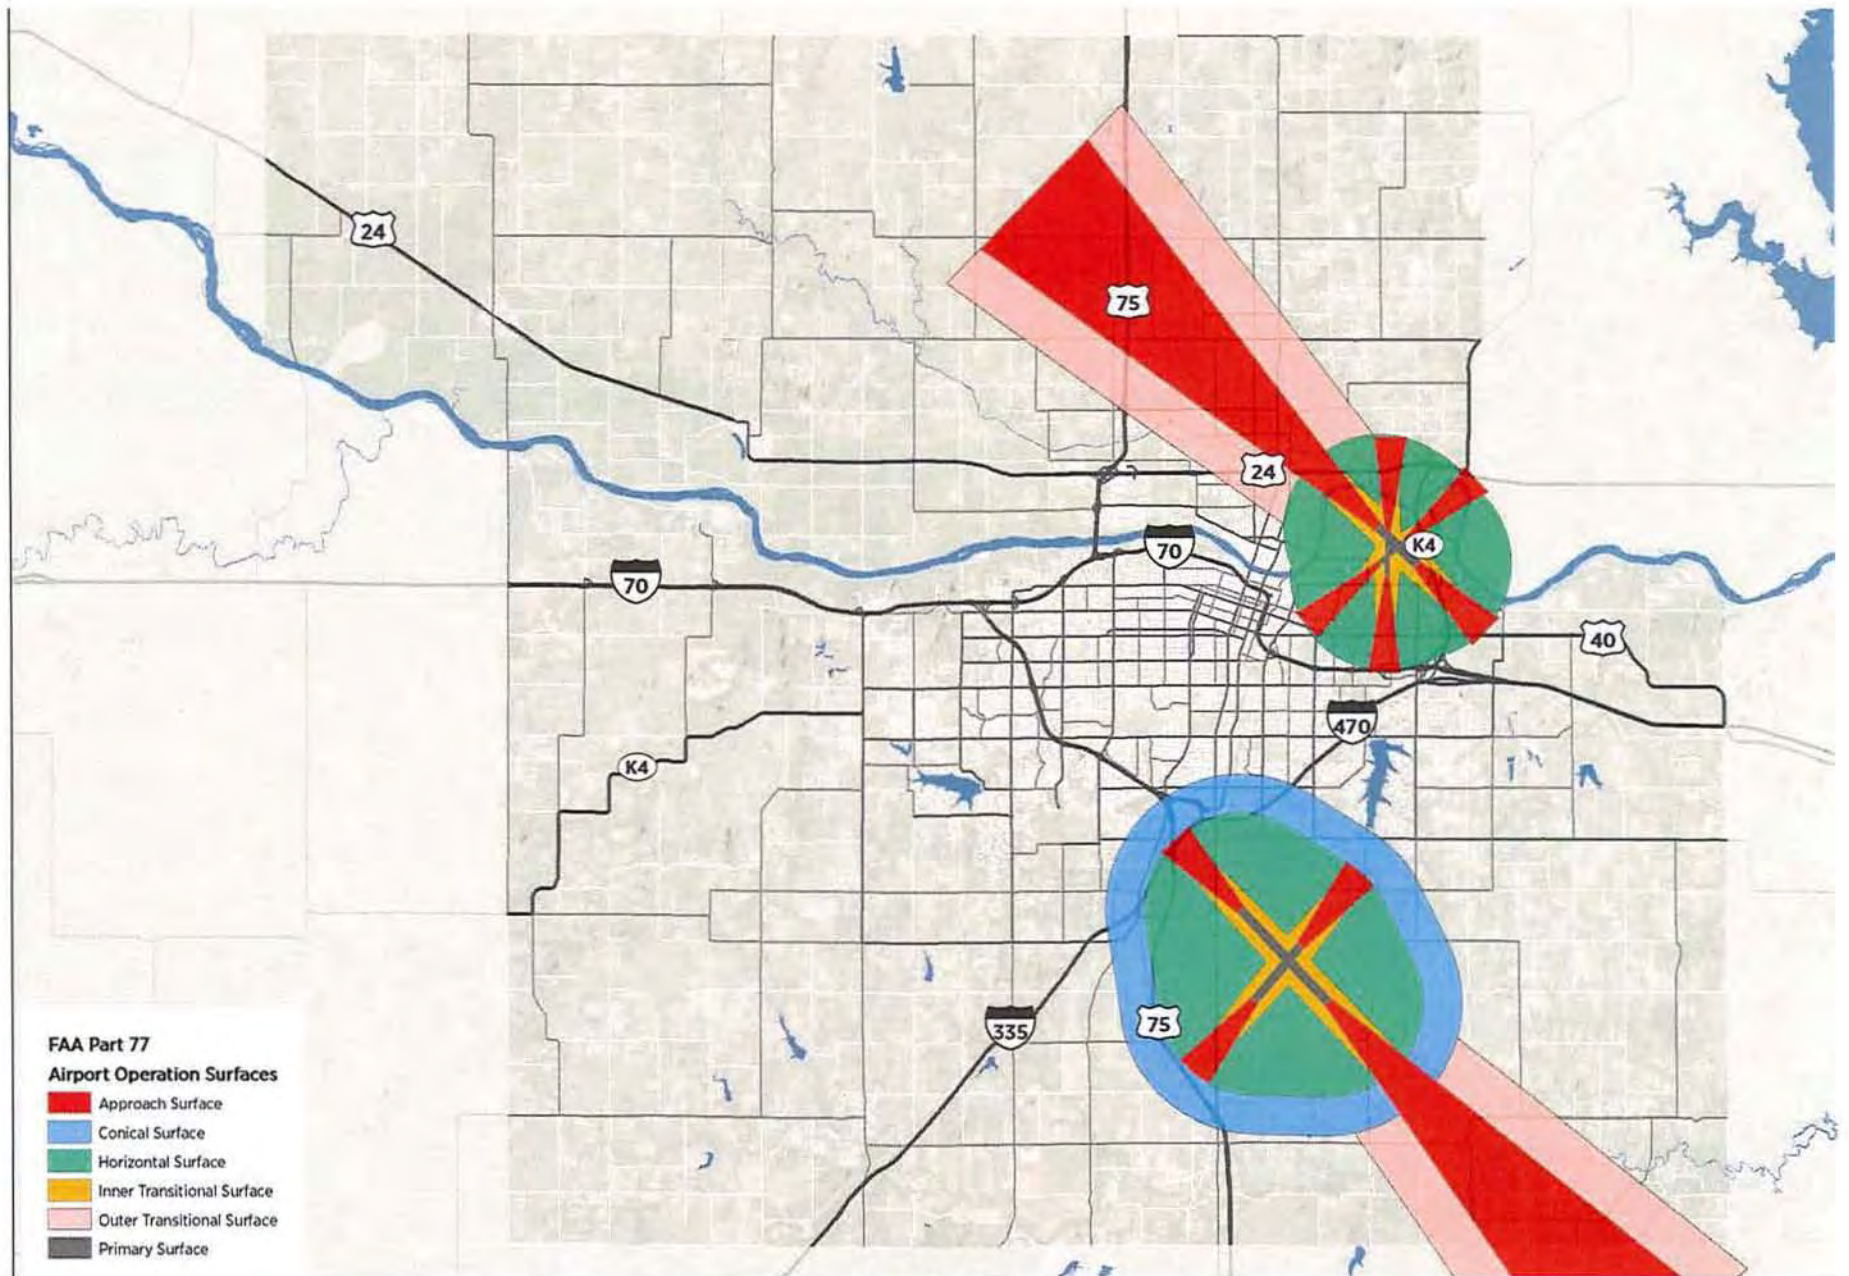 24
75
24
70
K4
70
40
470
K4
335
75
FAA Part 77
Airport Operation Surfaces
Approach Surface
Conical Surface
Horizontal Surface
Inner Transitional Surface
Outer Transitional Surface
Primary Surface